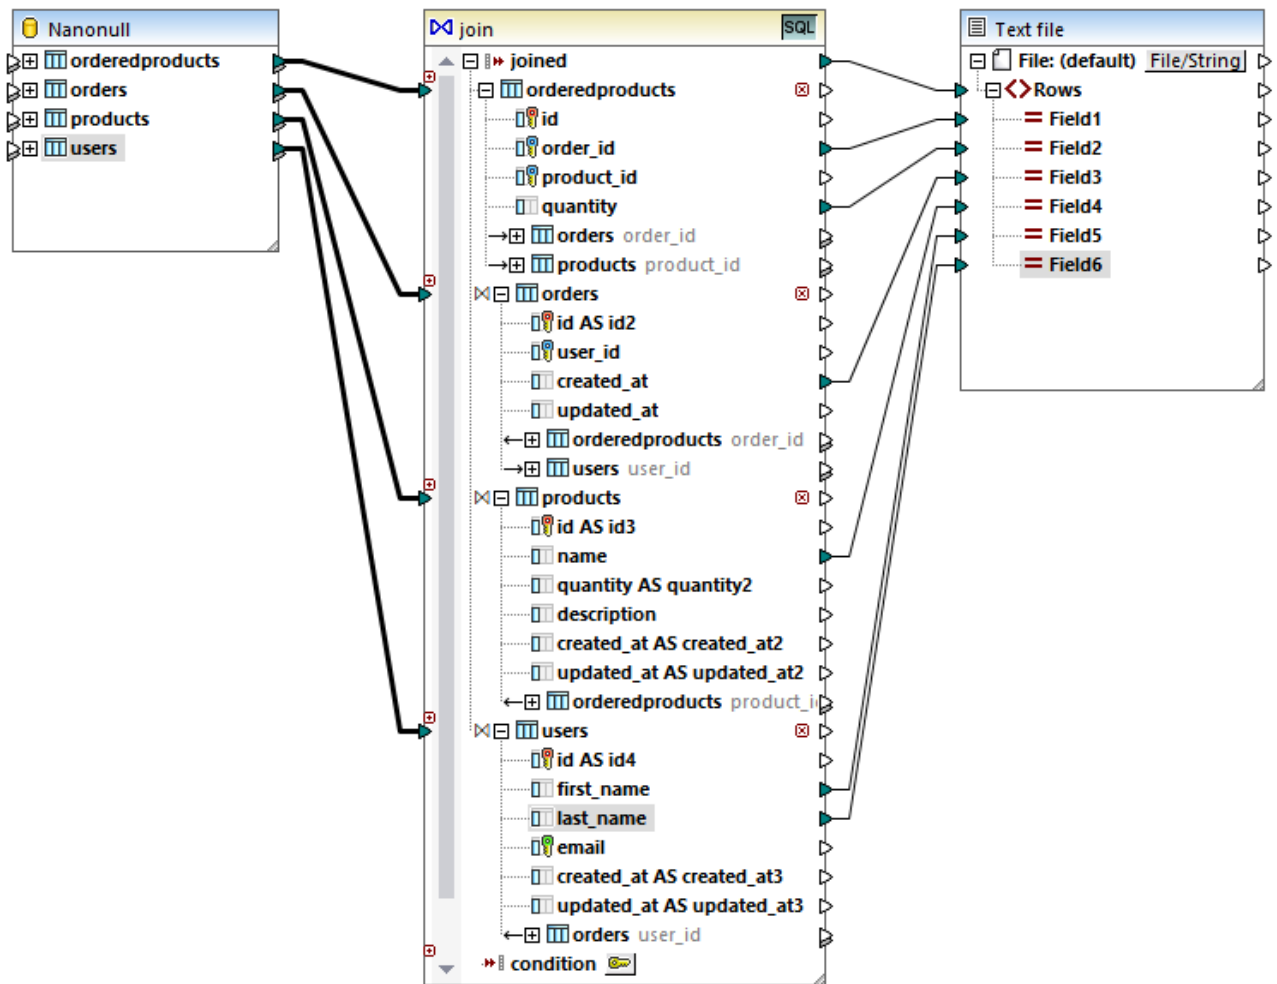 Nanonull
orderedproducts
orders
products
users
join
SQL
joined
orderedproducts
id
order_id
product_id
quantity
orders order_id
products product_id
orders
id AS id2
user_id
created_at
updated_at
orderedproducts order_id
users user_id
products
id AS id3
name
quantity AS quantity2
description
created_at AS created_at2
updated_at AS updated_at2
orderedproducts product_i
users
id AS id4
first_name
last_name
email
created_at AS created_at3
updated_at AS updated_at3
orders user_id
condition
Text file
File: (default) File/String
Rows
Field1
Field2
Field3
Field4
Field5
Field6